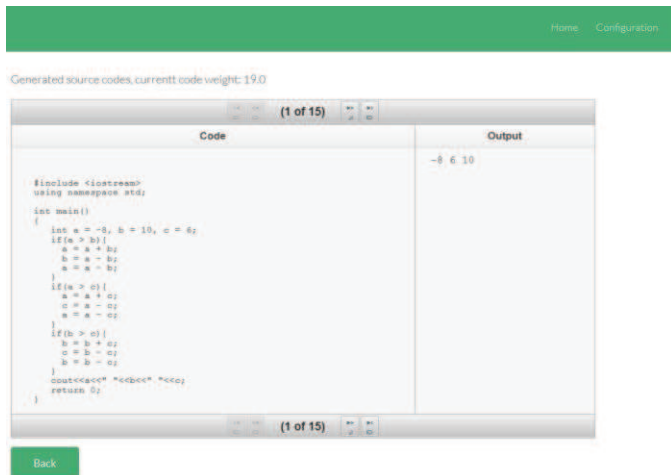 Home Configuration
Generated source codes, currentt code weight: 19.0
(1 of 15)
Code Output
-8 6 10
#include <iostream>
using namespace std;
int main()
{
int a = -8, b = 10, c = 6;
if(a > b){
a = a + b;
b = a - b;
a = a - b;
}
if(a > c){
a = a + c;
c = a - c;
a = a - c;
}
if(b > c){
b = b + c;
c = b - c;
b = b - c;
}
cout<<a<<" "<<b<<" "<<c;
return 0;
}
(1 of 15)
Back